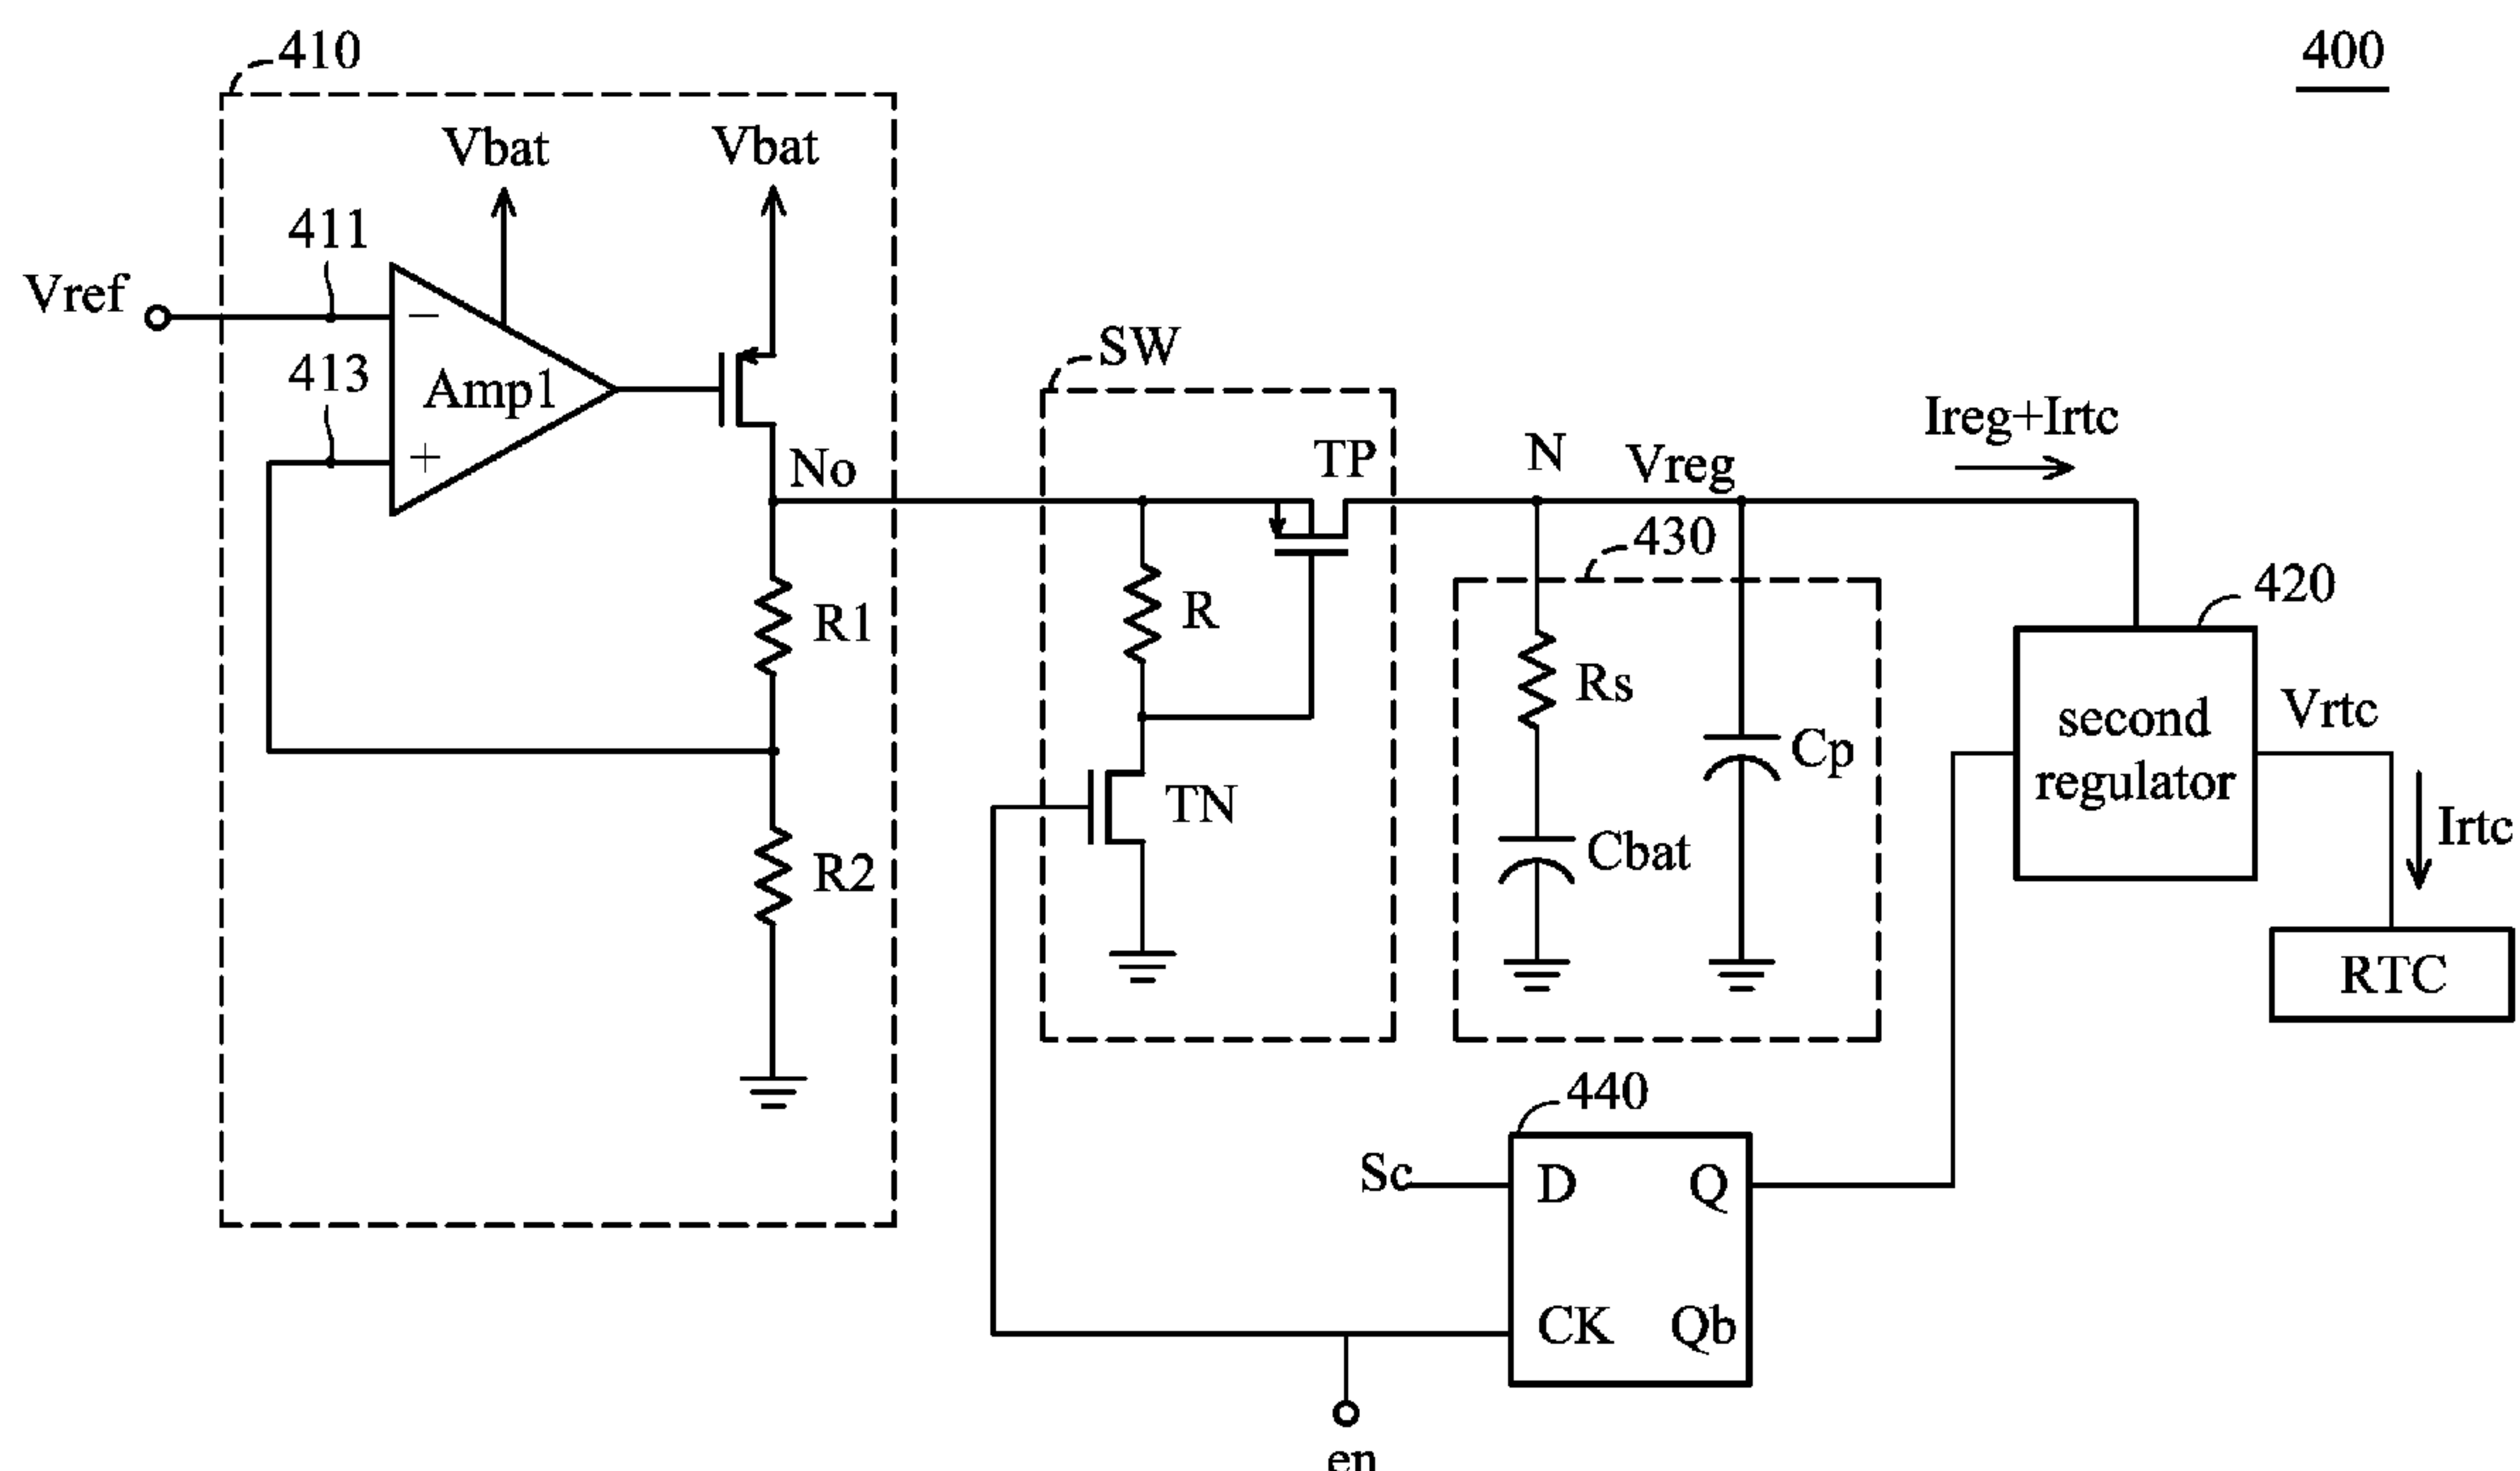 410
400
Vbat
Vbat
411
Vref
−
413
Amp1
+
SW
TP
No
N
Vreg
Ireg+Irtc
430
420
R1
R
Rs
second
regulator
Vrtc
Cp
TN
Cbat
Irtc
R2
RTC
440
Sc
D
Q
CK
Qb
en